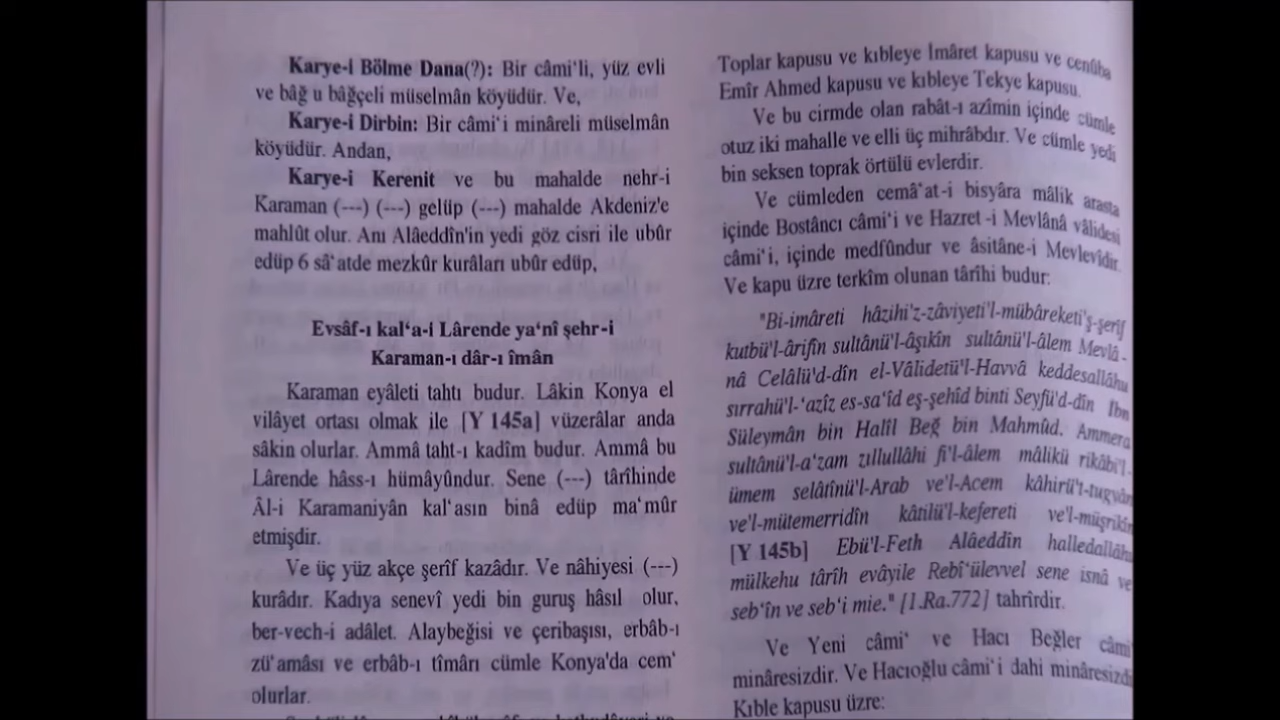 Karye-i Bölme Dana(?): Bir câmi'li, yüz evli
ve bâğ u bâğçeli müselmân köyüdür. Ve,
Karye-i Dirbin: Bir câmi‘i minâreli müselmân
köyüdür. Andan,
Karye-i Kerenit ve bu mahalde nehr-i
Karaman (---) (---) gelüp (---) mahalde Akdeniz'e
mahlût olur. Anı Alâeddîn'in yedi göz cisri ile ubûr
edüp 6 sâ‘atde mezkûr kurâları ubûr edüp,
Evsâf-ı kal‘a-i Lârende ya‘nî şehr-i
Karaman-ı dâr-ı îmân
Karaman eyâleti tahtı budur. Lâkin Konya el
vilâyet ortası olmak ile [Y 145a] vüzerâlar anda
sâkin olurlar. Ammâ taht-ı kadîm budur. Ammâ bu
Lârende hâss-ı hümâyûndur. Sene (---) târîhinde
Âl-i Karamaniyân kal‘asın binâ edüp ma‘mûr
etmişdir.
Ve üç yüz akçe şerîf kazâdır. Ve nâhiyesi (---)
kurâdır. Kadıya senevî yedi bin guruş hâsıl olur,
ber-vech-i adâlet. Alaybeğisi ve çeribaşısı, erbâb-ı
zü‘amâsı ve erbâb-ı tîmârı cümle Konya'da cem‘
olurlar.
Toplar kapusu ve kıbleye İmâret kapusu ve cenûba
Emîr Ahmed kapusu ve kıbleye Tekye kapusu.
Ve bu cirmde olan rabât-ı azîmin içinde cümle
otuz iki mahalle ve elli üç mihrâbdır. Ve cümle yedi
bin seksen toprak örtülü evlerdir.
Ve cümleden cemâ‘at-i bisyâra mâlik arasta
içinde Bostâncı câmi‘i ve Hazret -i Mevlânâ vâlidesi
câmi‘i, içinde medfûndur ve âsitâne-i Mevlevîdir.
Ve kapu üzre terkîm olunan târîhi budur:
"Bi-imâreti hâzihi'z-zâviyeti'l-mübâreketi'ş-şerîf
kutbü'l-ârifîn sultânü'l-âşıkîn sultânü'l-âlem Mevlâ-
nâ Celâlü'd-dîn el-Vâlidetü'l-Havvâ keddesallâhu
sırrahü'l-‘azîz es-sa‘îd eş-şehîd binti Seyfü'd-dîn İbn
Süleymân bin Halîl Beğ bin Mahmûd. Ammera
sultânü'l-a‘zam zıllullâhi fi'l-âlem mâlikü rikâbi'l-
ümem selâtînü'l-Arab ve'l-Acem kâhirü't-tugyân
ve'l-mütemerridîn kâtilü'l-kefereti ve'l-müşrikîn
[Y 145b] Ebü'l-Feth Alâeddîn halledallâhu
mülkehu târîh evâyile Rebî‘ülevvel sene isnâ ve
seb‘în ve seb‘i mie." [1.Ra.772] tahrîrdir.
Ve Yeni câmi‘ ve Hacı Beğler câmi‘
minâresizdir. Ve Hacıoğlu câmi‘i dahi minâresizdi
Kıble kapusu üzre: